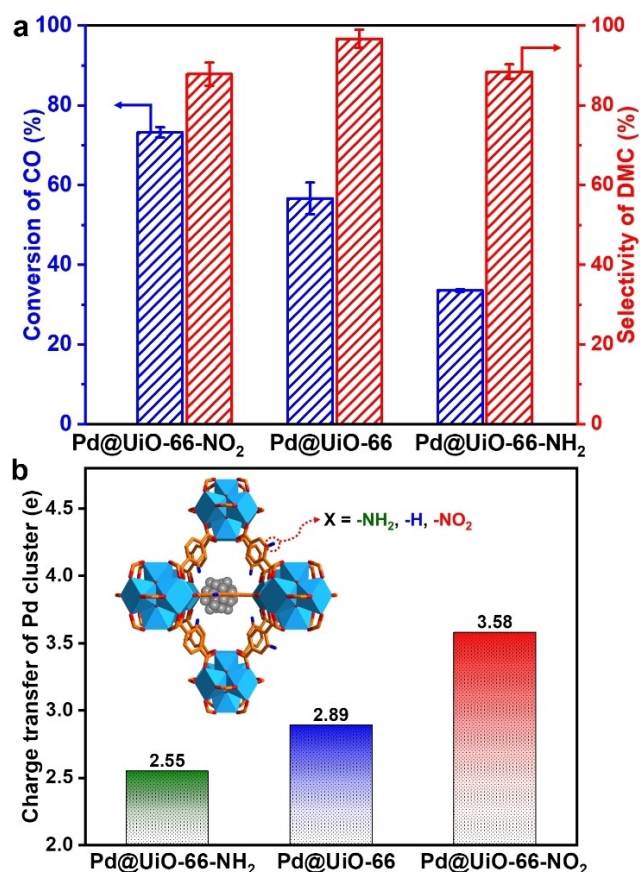 a
100
80
60
40
20
0
Conversion of CO (%)
100
80
60
40
20
0
Selectivity of DMC (%)
Pd@UiO-66-NO₂ Pd@UiO-66 Pd@UiO-66-NH₂
b
4.5
4.0
3.5
3.0
2.5
2.0
Charge transfer of Pd cluster (e)
X = -NH₂, -H, -NO₂
2.55
2.89
3.58
Pd@UiO-66-NH₂ Pd@UiO-66 Pd@UiO-66-NO₂